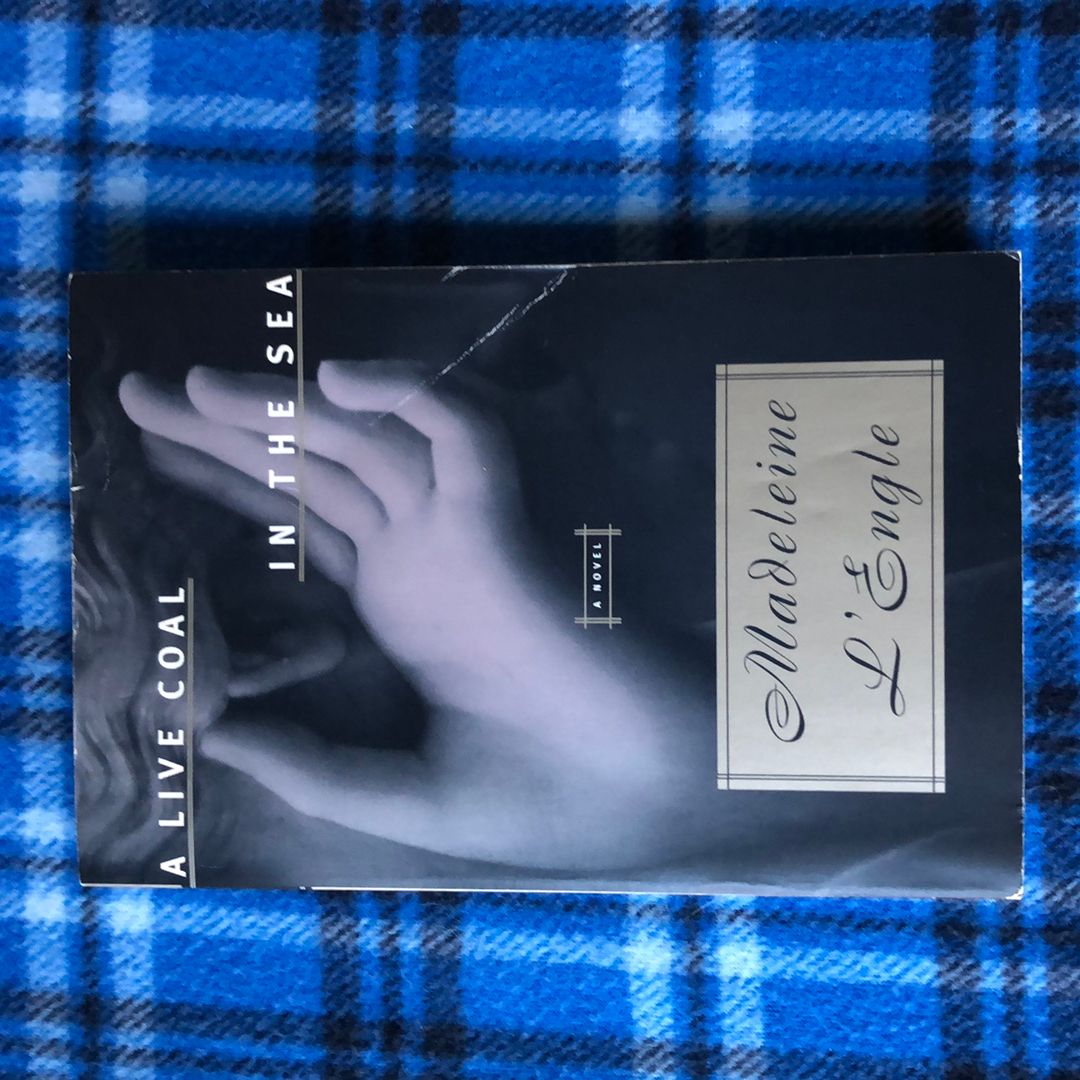 A LIVE COAL
IN THE SEA
A NOVEL
Madeleine
L'Engle